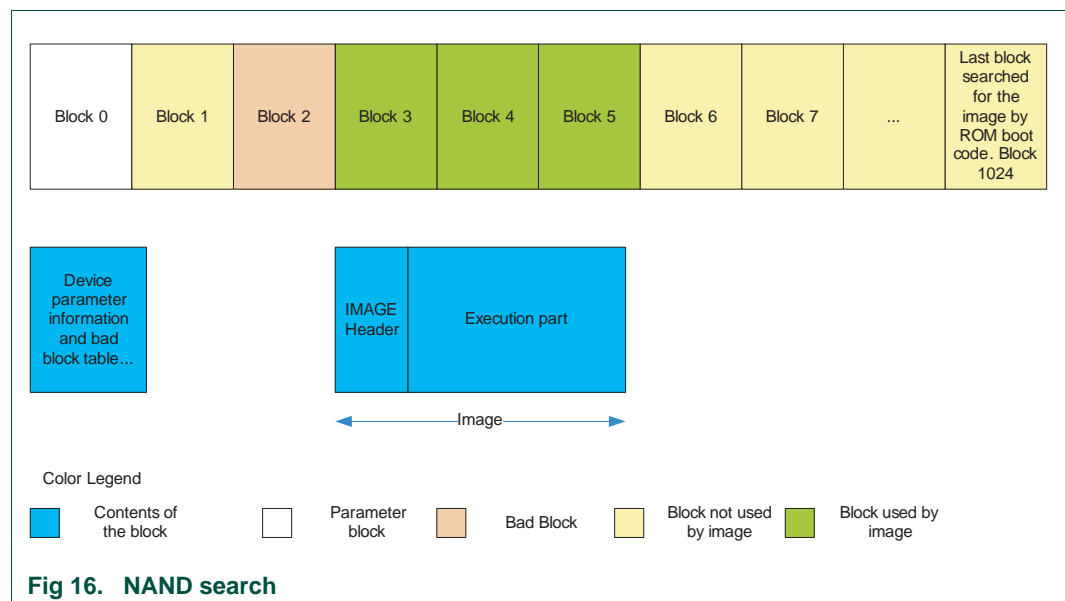 Block 0
Block 1
Block 2
Block 3
Block 4
Block 5
Block 6
Block 7
...
Last block
searched
for the
image by
ROM boot
code. Block
1024
Device
parameter
information
and bad
block table...
IMAGE
Header
Execution part
Image
Color Legend
Contents of
the block
Parameter
block
Bad Block
Block not used
by image
Block used by
image
Fig 16. NAND search